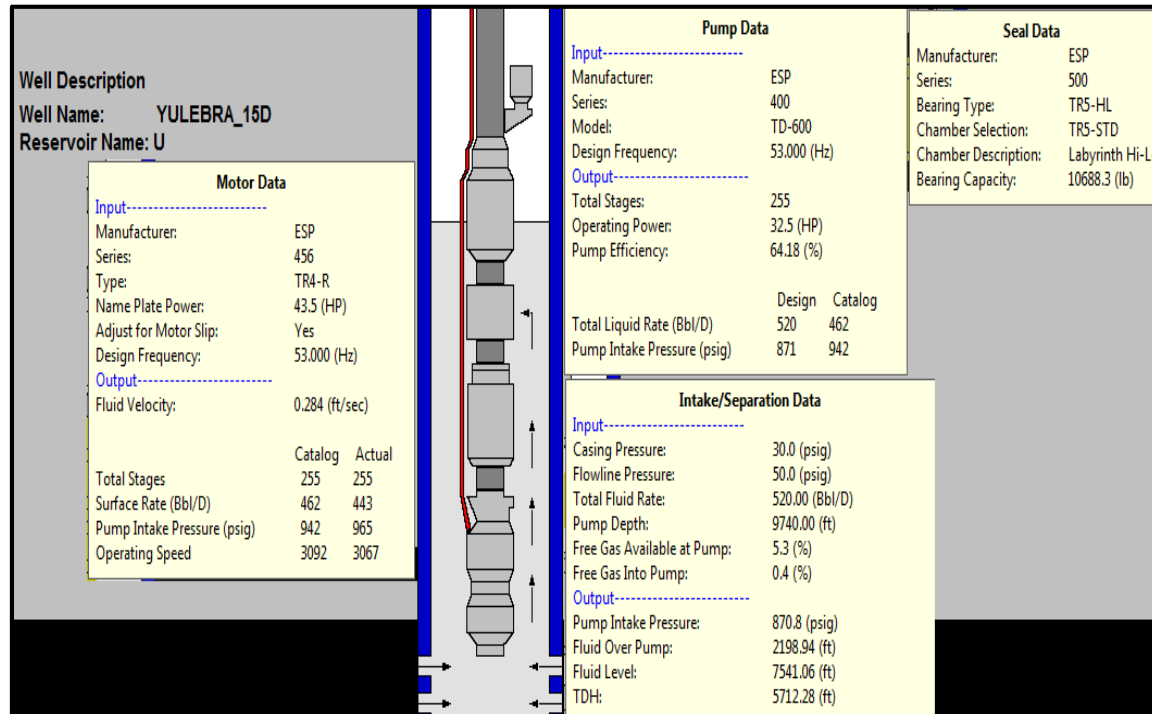 Well Description
Well Name: YULEBRA_15D
Reservoir Name: U
Motor Data
Input
Manufacturer: ESP
Series: 456
Type: TR4-R
Name Plate Power: 43.5 (HP)
Adjust for Motor Slip: Yes
Design Frequency: 53.000 (Hz)
Output
Fluid Velocity: 0.284 (ft/sec)
Catalog Actual
Total Stages 255 255
Surface Rate (Bbl/D) 462 443
Pump Intake Pressure (psig) 942 965
Operating Speed 3092 3067
Pump Data
Input
Manufacturer: ESP
Series: 400
Model: TD-600
Design Frequency: 53.000 (Hz)
Output
Total Stages: 255
Operating Power: 32.5 (HP)
Pump Efficiency: 64.18 (%)
Design Catalog
Total Liquid Rate (Bbl/D) 520 462
Pump Intake Pressure (psig) 871 942
Seal Data
Manufacturer: ESP
Series: 500
Bearing Type: TR5-HL
Chamber Selection: TR5-STD
Chamber Description: Labyrinth Hi-L
Bearing Capacity: 10688.3 (lb)
Intake/Separation Data
Input
Casing Pressure: 30.0 (psig)
Flowline Pressure: 50.0 (psig)
Total Fluid Rate: 520.00 (Bbl/D)
Pump Depth: 9740.00 (ft)
Free Gas Available at Pump: 5.3 (%)
Free Gas Into Pump: 0.4 (%)
Output
Pump Intake Pressure: 870.8 (psig)
Fluid Over Pump: 2198.94 (ft)
Fluid Level: 7541.06 (ft)
TDH: 5712.28 (ft)